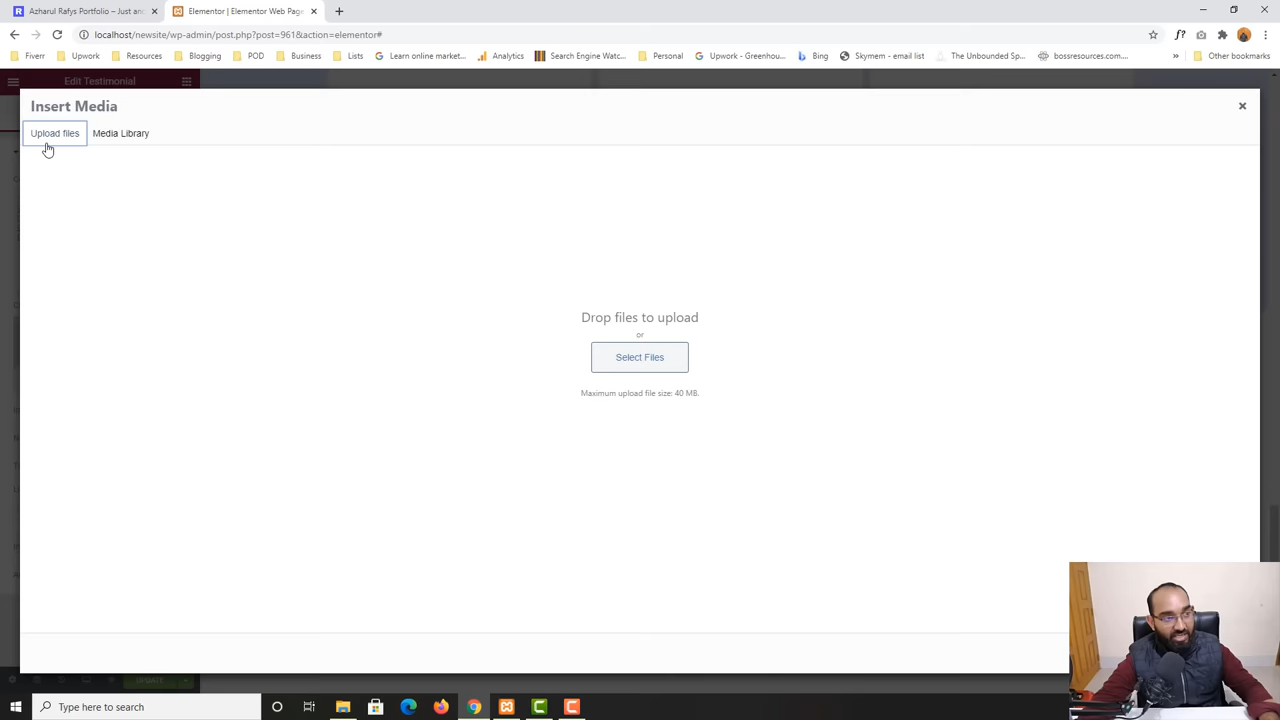 Azharul Rafys Portfolio – Just and
Elementor | Elementor Web Page
localhost/newsite/wp-admin/post.php?post=961&action=elementor#
f?
Fiverr
Upwork
Resources
Blogging
POD
Business
Lists
Learn online market...
Analytics
Search Engine Watc...
Personal
Upwork - Greenhou...
Bing
Skymem - email list
The Unbounded Sp...
bossresources.com...
»
Other bookmarks
Edit Testimonial
Insert Media
Upload files
Media Library
Drop files to upload
or
Select Files
Maximum upload file size: 40 MB.
UPDATE
Type here to search